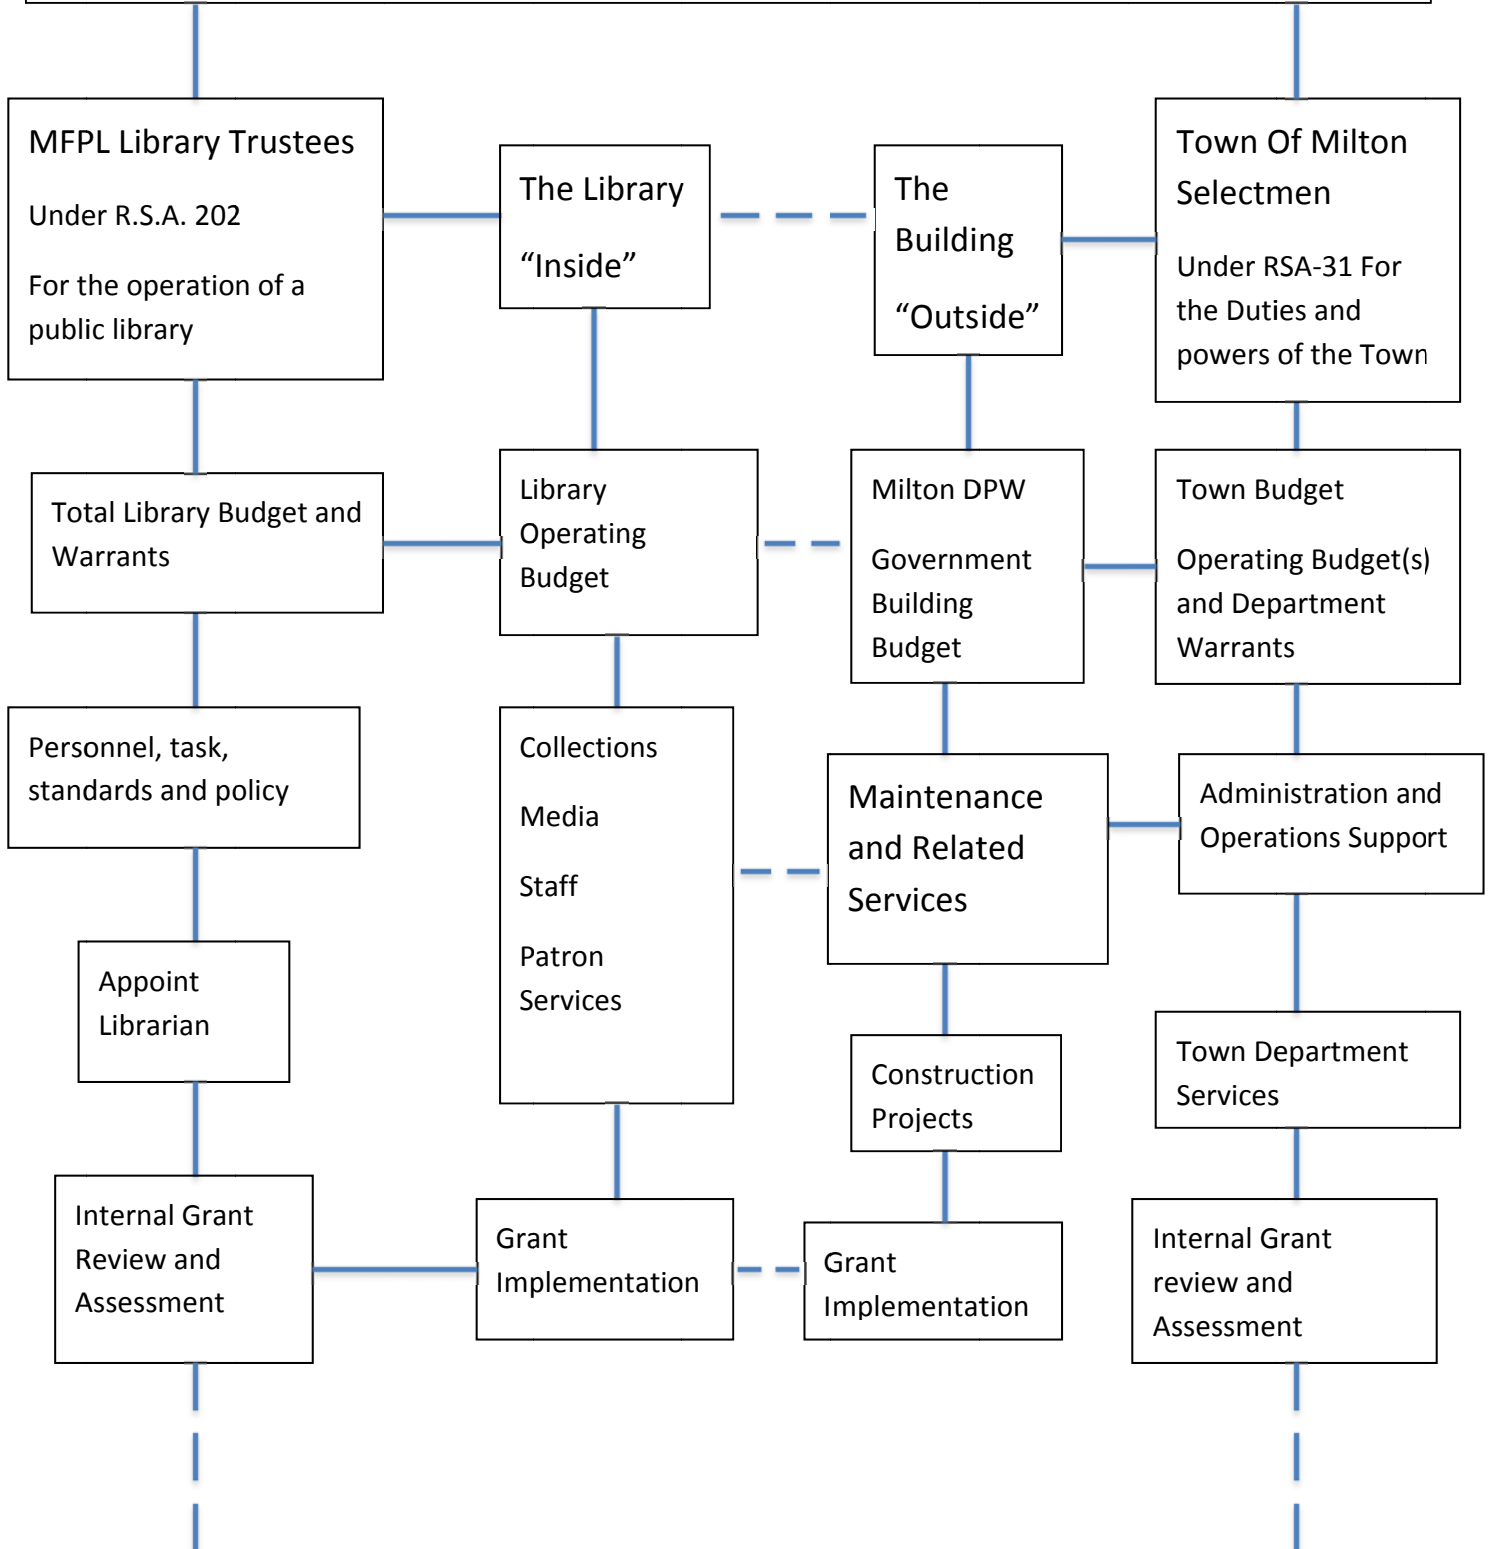 MFPL Library Trustees
Under R.S.A. 202
For the operation of a
public library
The Library
“Inside”
The
Building
“Outside”
Town Of Milton
Selectmen
Under RSA-31 For
the Duties and
powers of the Town
Total Library Budget and
Warrants
Library
Operating
Budget
Milton DPW
Government
Building
Budget
Town Budget
Operating Budget(s)
and Department
Warrants
Personnel, task,
standards and policy
Collections
Media
Staff
Patron
Services
Maintenance
and Related
Services
Administration and
Operations Support
Appoint
Librarian
Construction
Projects
Town Department
Services
Internal Grant
Review and
Assessment
Grant
Implementation
Grant
Implementation
Internal Grant
review and
Assessment